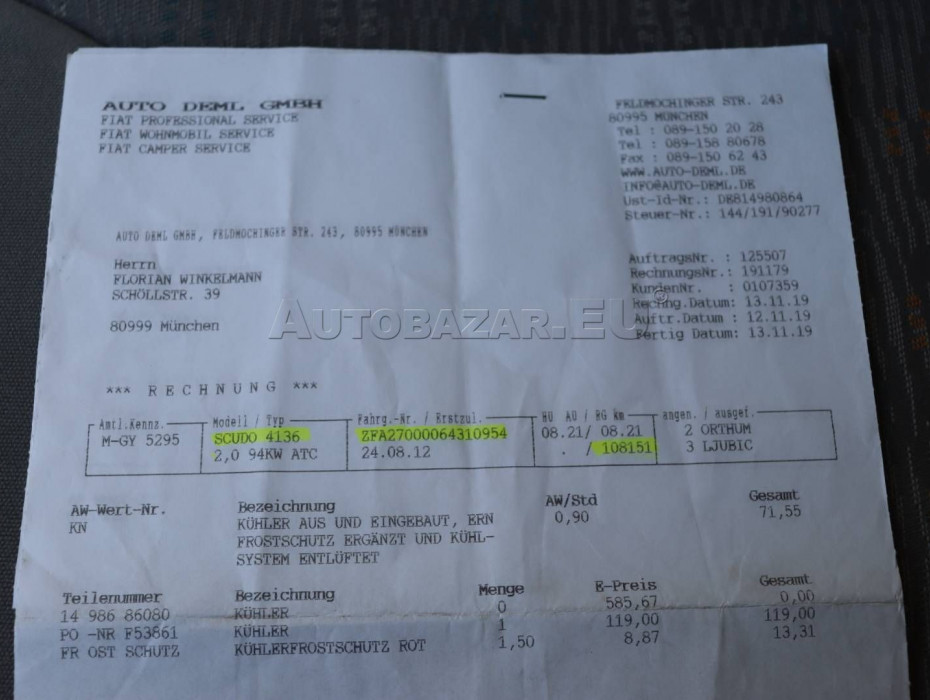 AUTO DEML GMBH
FIAT PROFESSIONAL SERVICE
FIAT WOHNMOBIL SERVICE
FIAT CAMPER SERVICE
FELDMOCHINGER STR. 243
80995 MÜNCHEN
Tel : 089-150 20 28
Tel : 089-158 80678
Fax : 089-150 62 43
WWW.AUTO-DEML.DE
INFO@AUTO-DEML.DE
Ust-Id-Nr.: DE814980864
Steuer-Nr.: 144/191/90277
AUTO DEML GMBH, FELDMOCHINGER STR. 243, 80995 MÜNCHEN
Herrn
FLORIAN WINKELMANN
SCHÖLLSTR. 39
80999 München
AuftragsNr. : 125507
RechnungsNr.: 191179
KundenNr. : 0107359
Rechng.Datum: 13.11.19
Auftr.Datum : 12.11.19
Fertig Datum: 13.11.19
AUTOBAZAR.EU
*** R E C H N U N G ***
Amtl.Kennz. Modell / Typ Fahrg.-Nr. / Erstzul. HU AU / RG km angen. / ausgef.
M-GY 5295 SCUDO 4136 ZFA27000064310954 08.21/ 08.21 2 ORTHUM
2,0 94KW ATC 24.08.12 . / 108151 3 LJUBIC
AW-Wert-Nr. Bezeichnung AW/Std Gesamt
KN KÜHLER AUS UND EINGEBAUT, ERN 0,90 71,55
FROSTSCHUTZ ERGÄNZT UND KÜHL-
SYSTEM ENTLÜFTET
Teilenummer Bezeichnung Menge E-Preis Gesamt
14 986 86080 KÜHLER 0 585,67 0,00
PO -NR F53861 KÜHLER 1 119,00 119,00
FR OST SCHUTZ KÜHLERFROSTSCHUTZ ROT 1,50 8,87 13,31